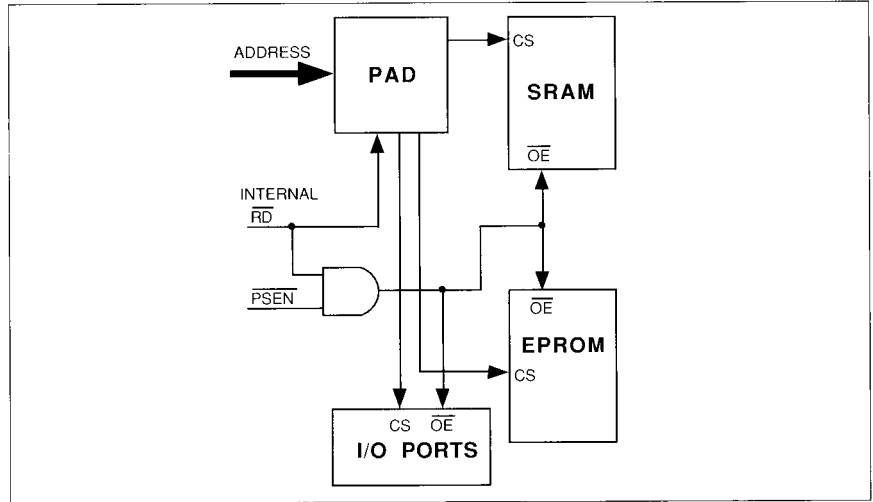 ADDRESS
PAD
CS
SRAM
OE
INTERNAL
RD
PSEN
OE
EPROM
CS
CS OE
I/O PORTS